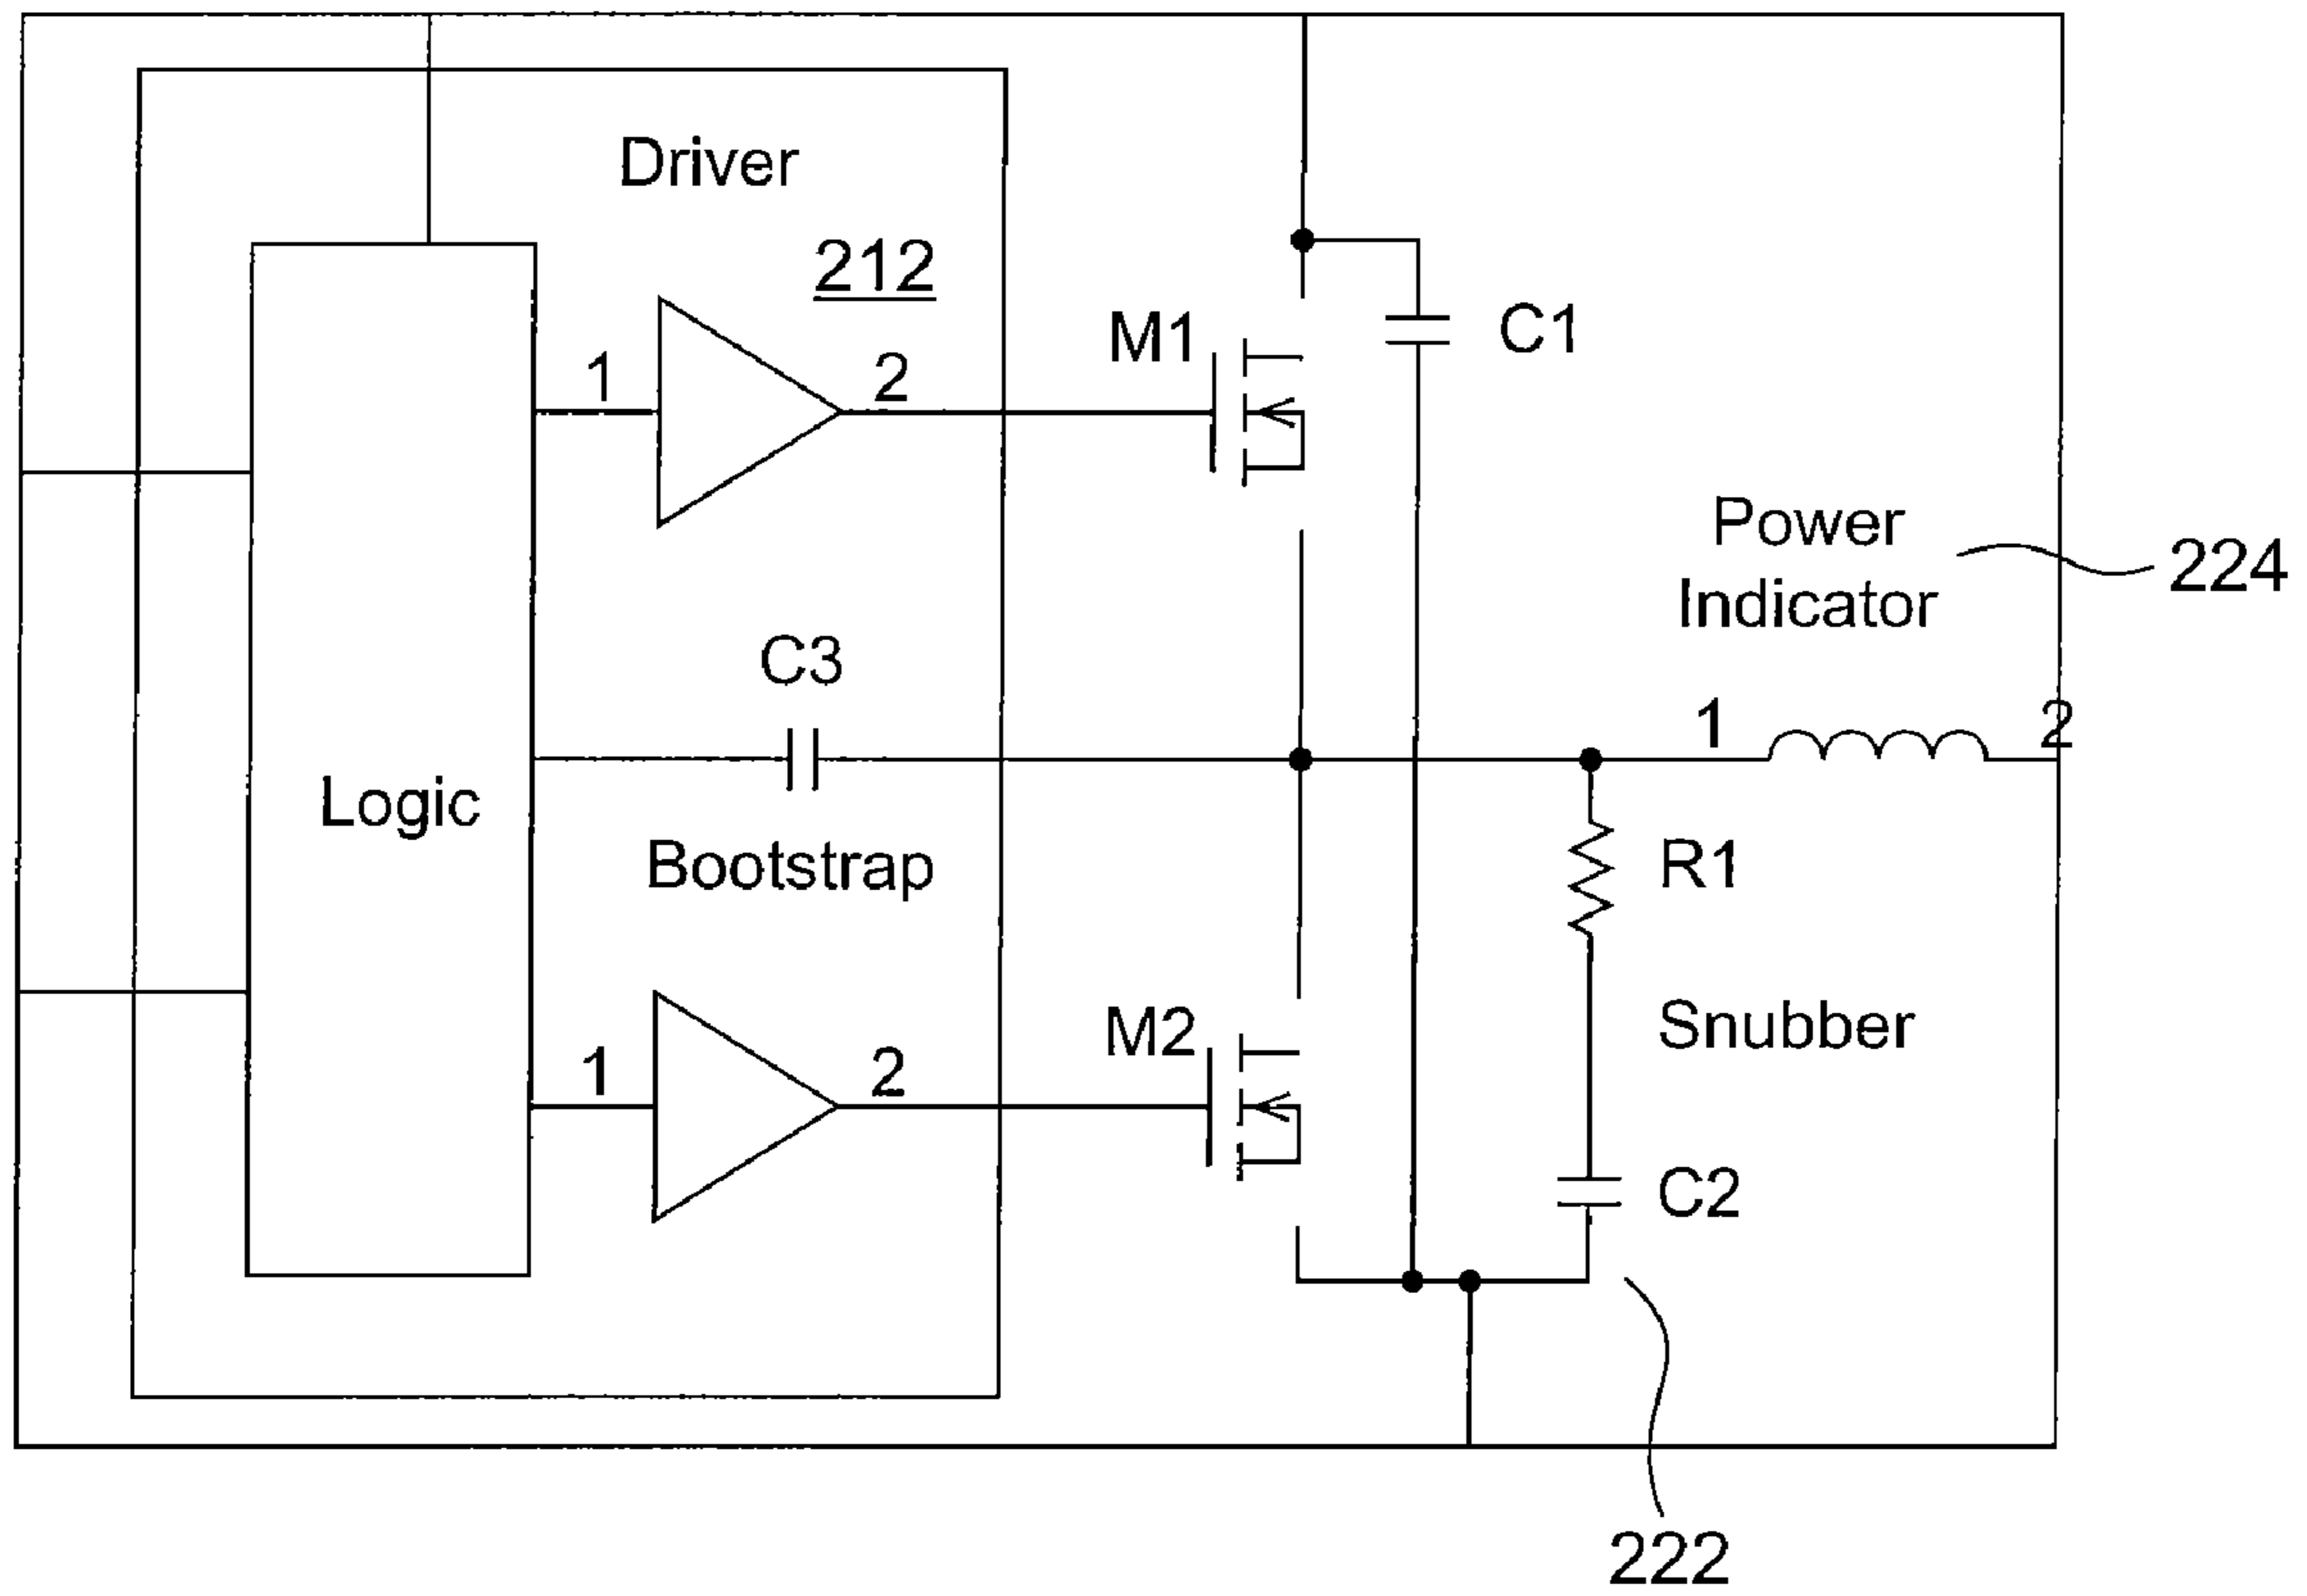 Driver
212
1
2
M1
C1
Power
Indicator
224
C3
1
2
Logic
Bootstrap
R1
Snubber
1
2
M2
C2
222